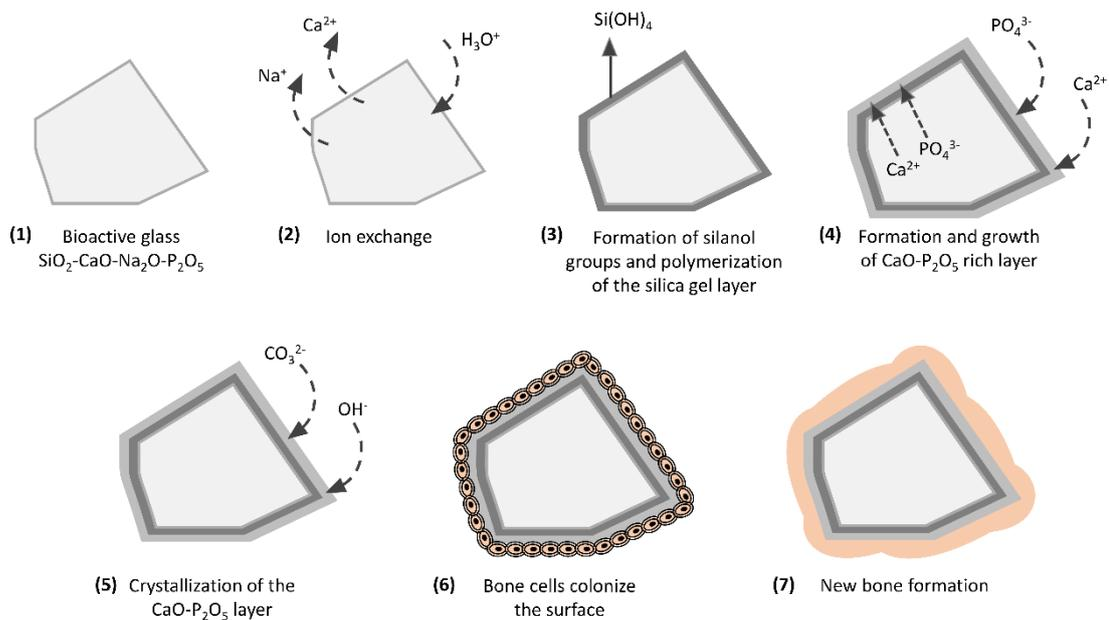 Ca²⁺
Na⁺
H₃O⁺
(1) Bioactive glass
SiO₂-CaO-Na₂O-P₂O₅
(2) Ion exchange
Si(OH)₄
(3) Formation of silanol
groups and polymerization
of the silica gel layer
PO₄³⁻
Ca²⁺
PO₄³⁻
Ca²⁺
(4) Formation and growth
of CaO-P₂O₅ rich layer
CO₃²⁻
OH⁻
(5) Crystallization of the
CaO-P₂O₅ layer
(6) Bone cells colonize
the surface
(7) New bone formation